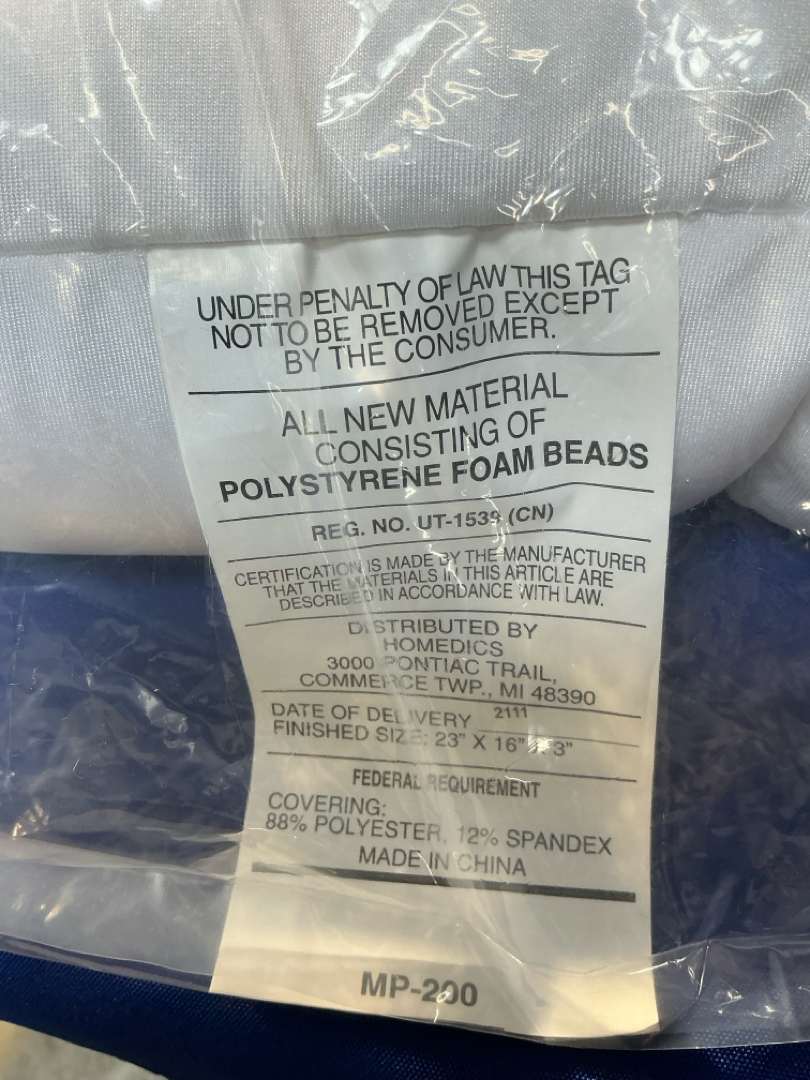 UNDER PENALTY OF LAW THIS TAG
NOT TO BE REMOVED EXCEPT
BY THE CONSUMER.
ALL NEW MATERIAL
CONSISTING OF
POLYSTYRENE FOAM BEADS
REG. NO. UT-1539 (CN)
CERTIFICATION IS MADE BY THE MANUFACTURER
THAT THE MATERIALS IN THIS ARTICLE ARE
DESCRIBED IN ACCORDANCE WITH LAW.
DISTRIBUTED BY
HOMEDICS
3000 PONTIAC TRAIL,
COMMERCE TWP., MI 48390
DATE OF DELIVERY 2111
FINISHED SIZE: 23" X 16" X 3"
FEDERAL REQUIREMENT
COVERING:
88% POLYESTER, 12% SPANDEX
MADE IN CHINA
MP-200